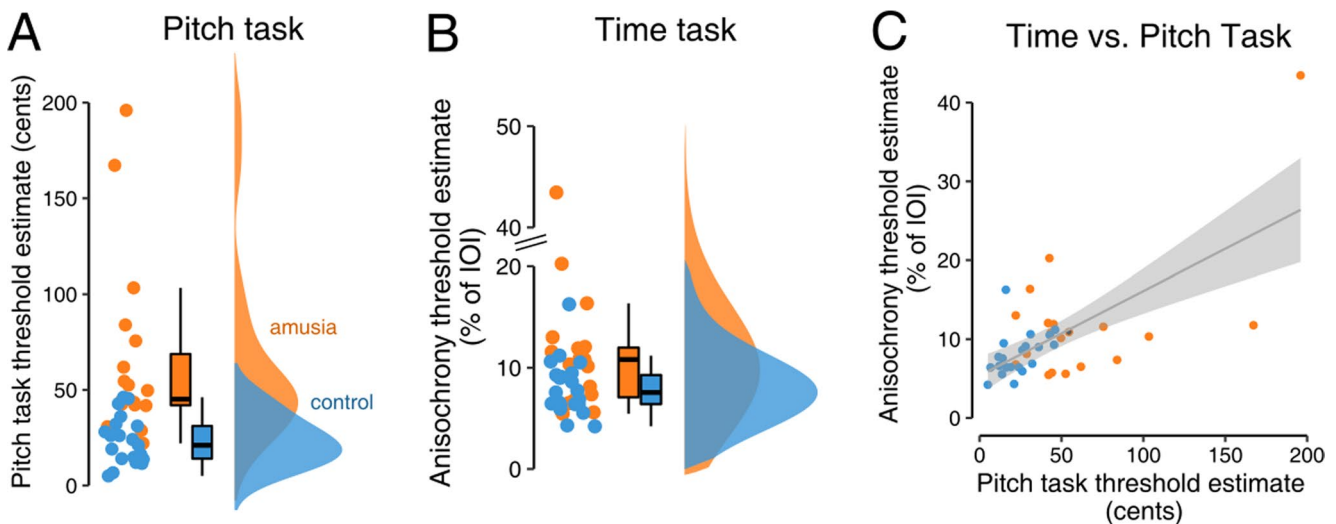 A
Pitch task
Pitch task threshold estimate (cents)
200
150
100
50
0
amusia
control
B
Time task
Anisochrony threshold estimate
(% of IOI)
50
40
20
10
0
C
Time vs. Pitch Task
Anisochrony threshold estimate
(% of IOI)
40
30
20
10
0
0
50
100
150
200
Pitch task threshold estimate
(cents)